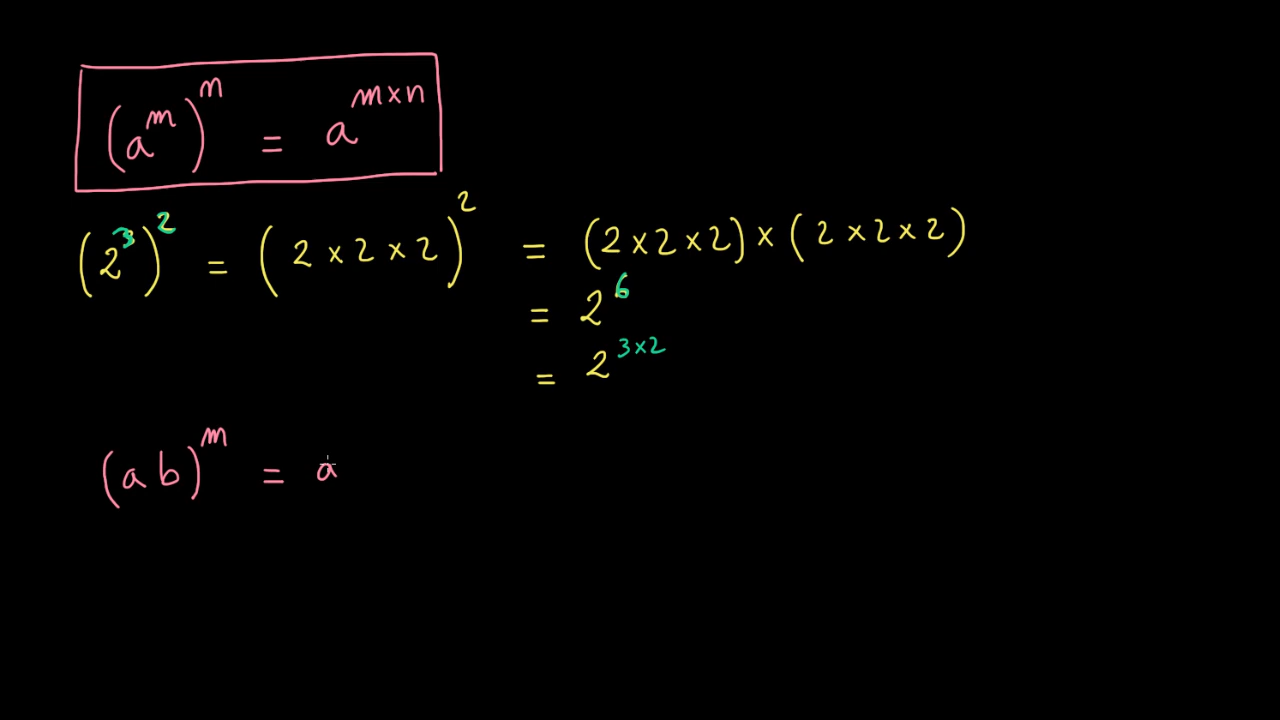 (a^m)^m = a^{m×n}
(2^3)^2 = (2 × 2 × 2)^2 = (2 × 2 × 2) × (2 × 2 × 2)
= 2^6
= 2^{3×2}
(ab)^m = a